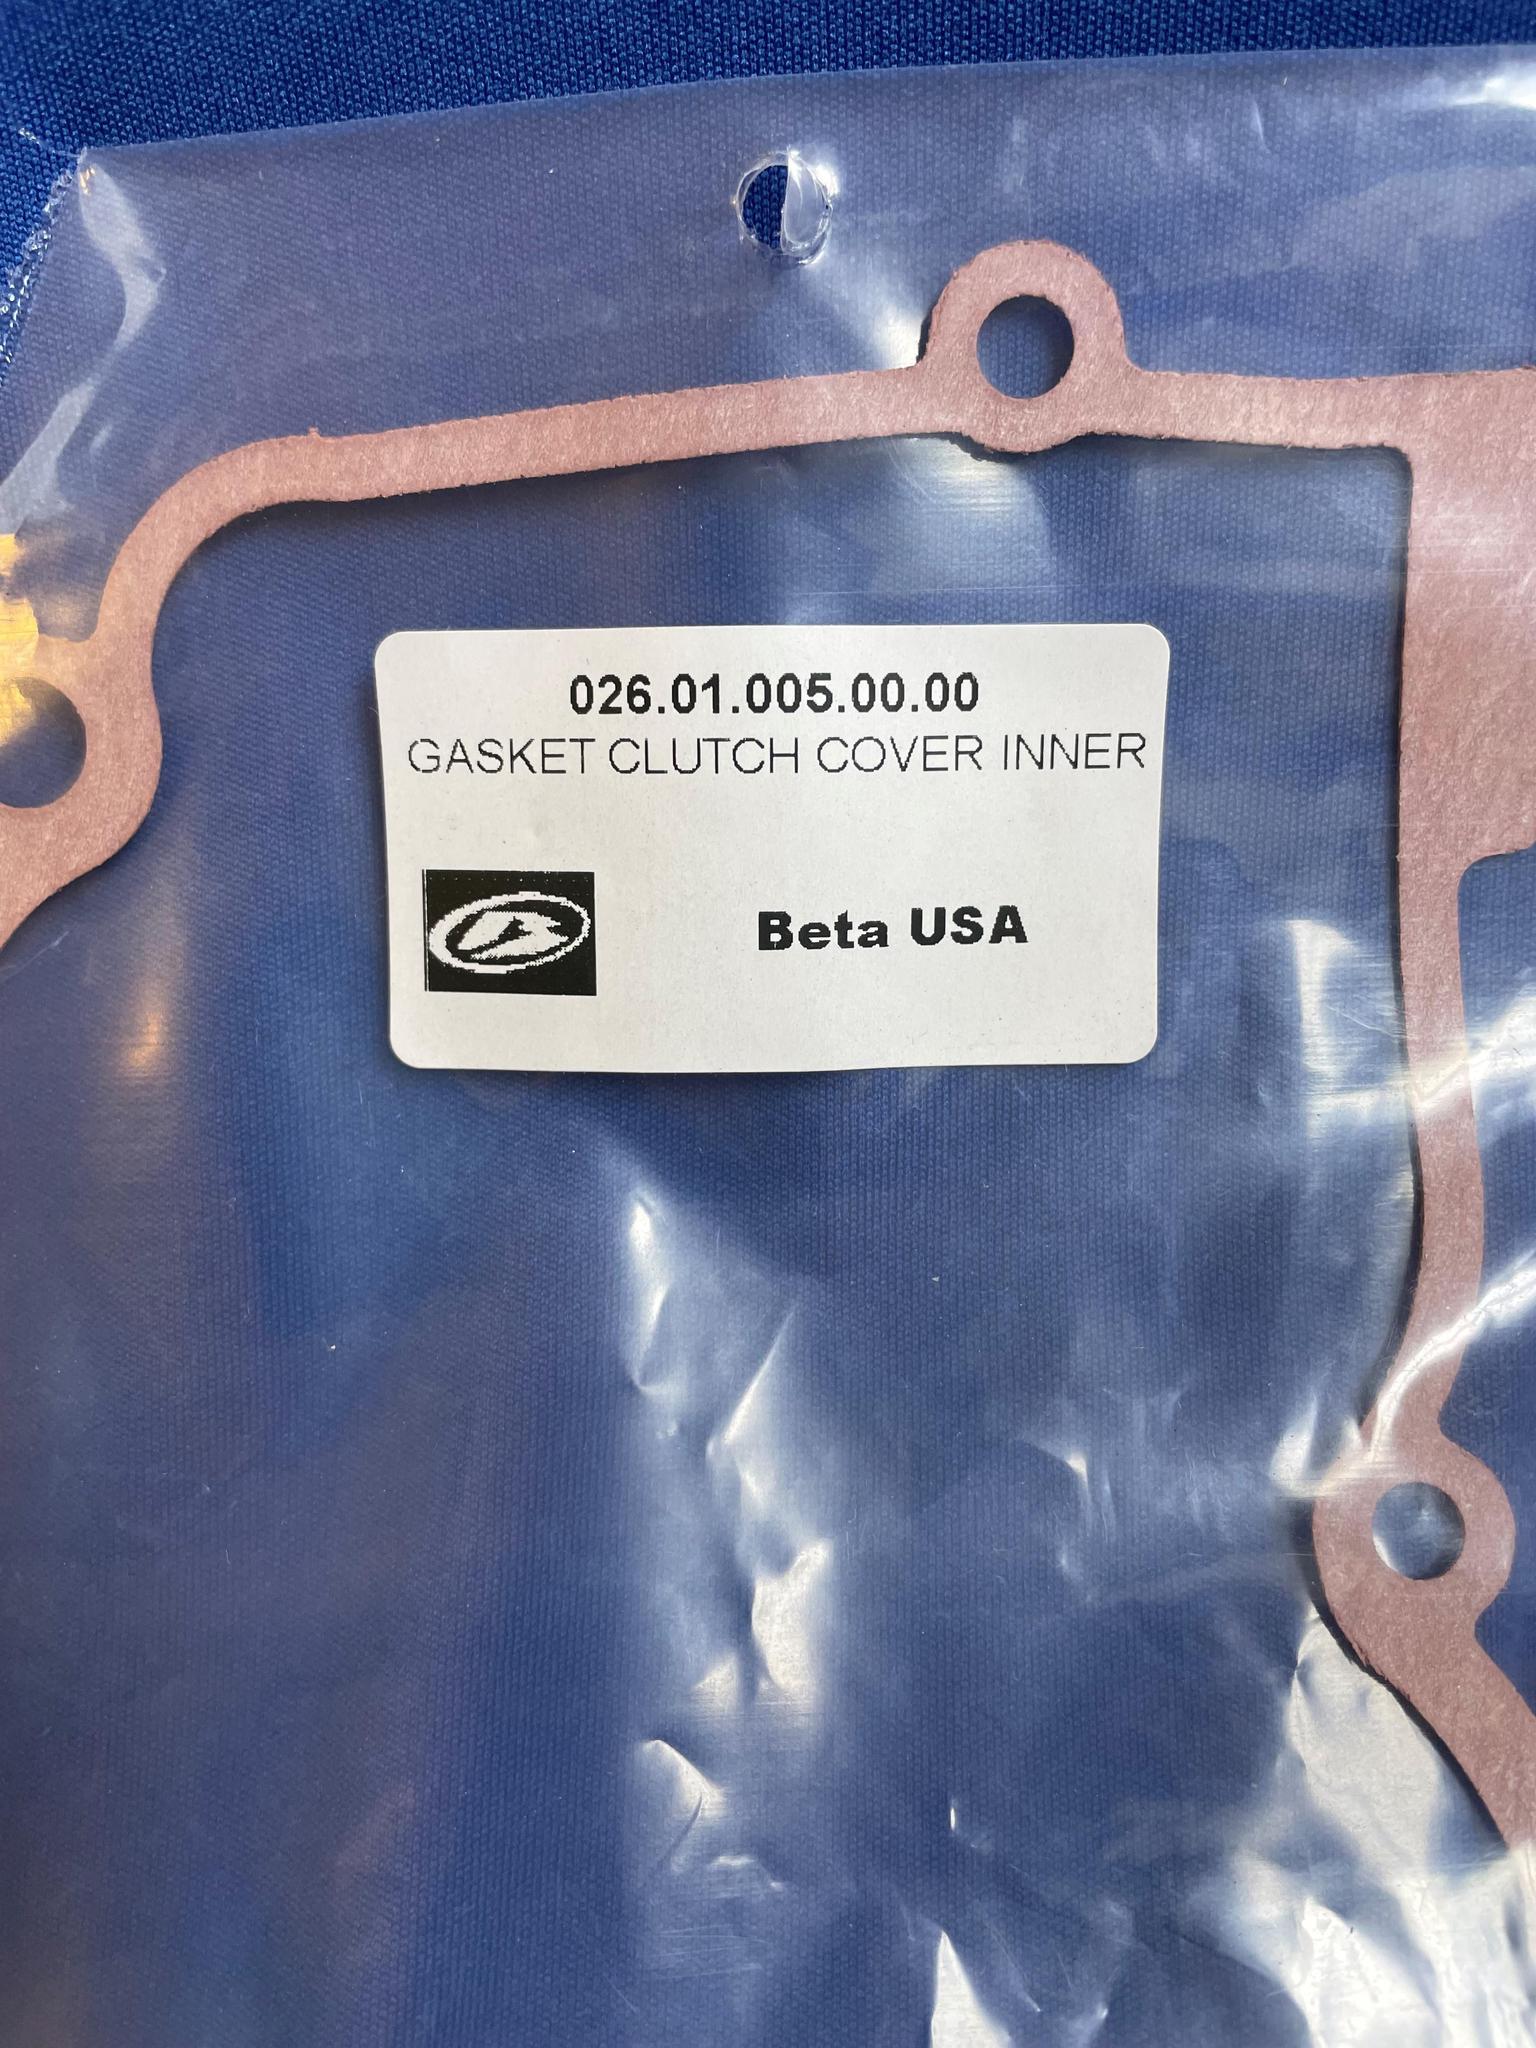 026.01.005.00.00
GASKET CLUTCH COVER INNER
Beta USA